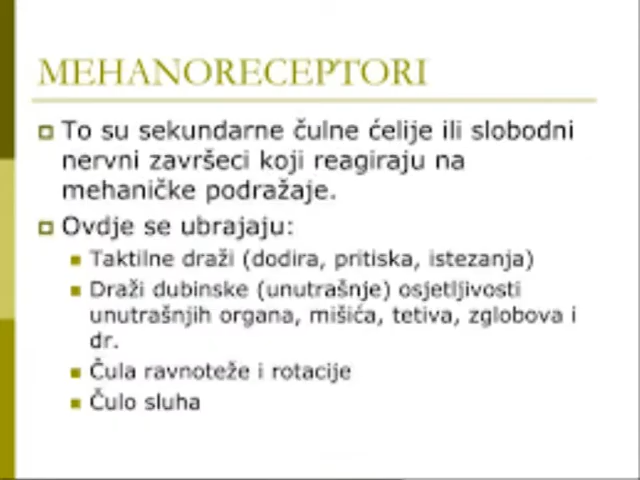 MEHANORECEPTORI
To su sekundarne čulne ćelije ili slobodni
nervni završeci koji reagiraju na
mehaničke podražaje.
Ovdje se ubrajaju:
Taktilne draži (dodira, pritiska, istezanja)
Draži dubinske (unutrašnje) osjetljivosti
unutrašnjih organa, mišića, tetiva, zglobova i
dr.
Čula ravnoteže i rotacije
Čulo sluha